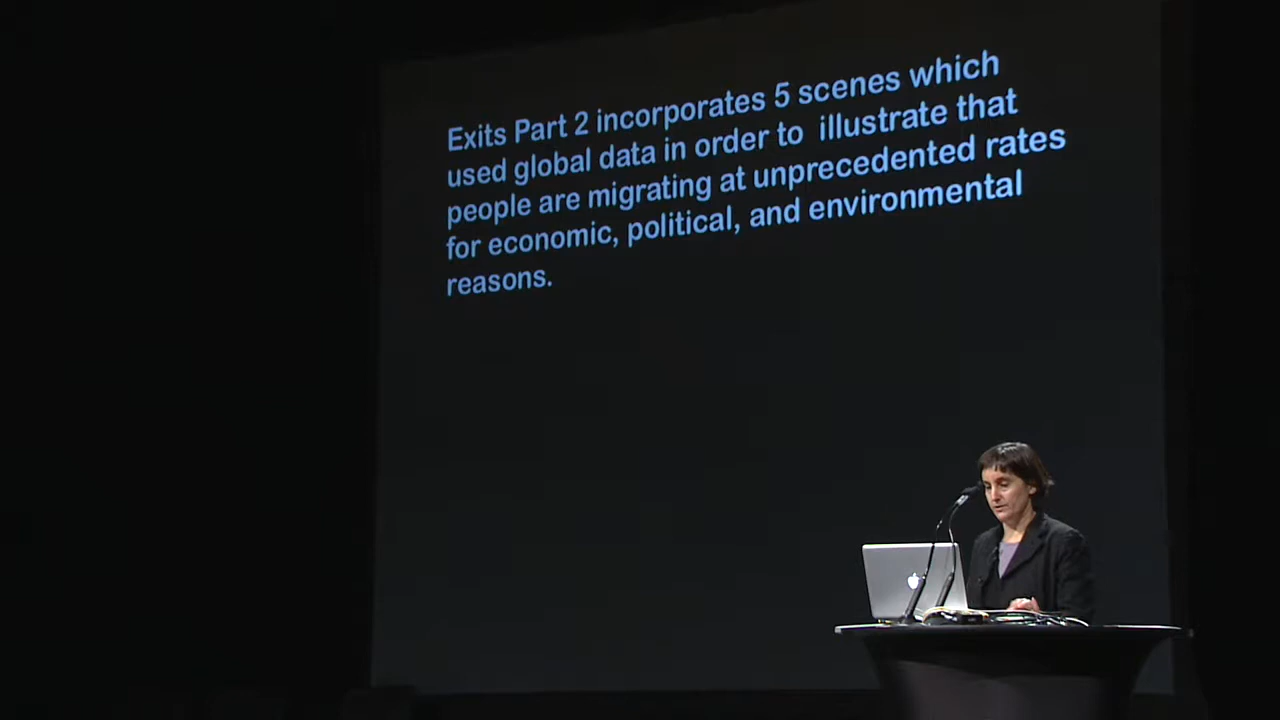 Exits Part 2 incorporates 5 scenes which
used global data in order to illustrate that
people are migrating at unprecedented rates
for economic, political, and environmental
reasons.